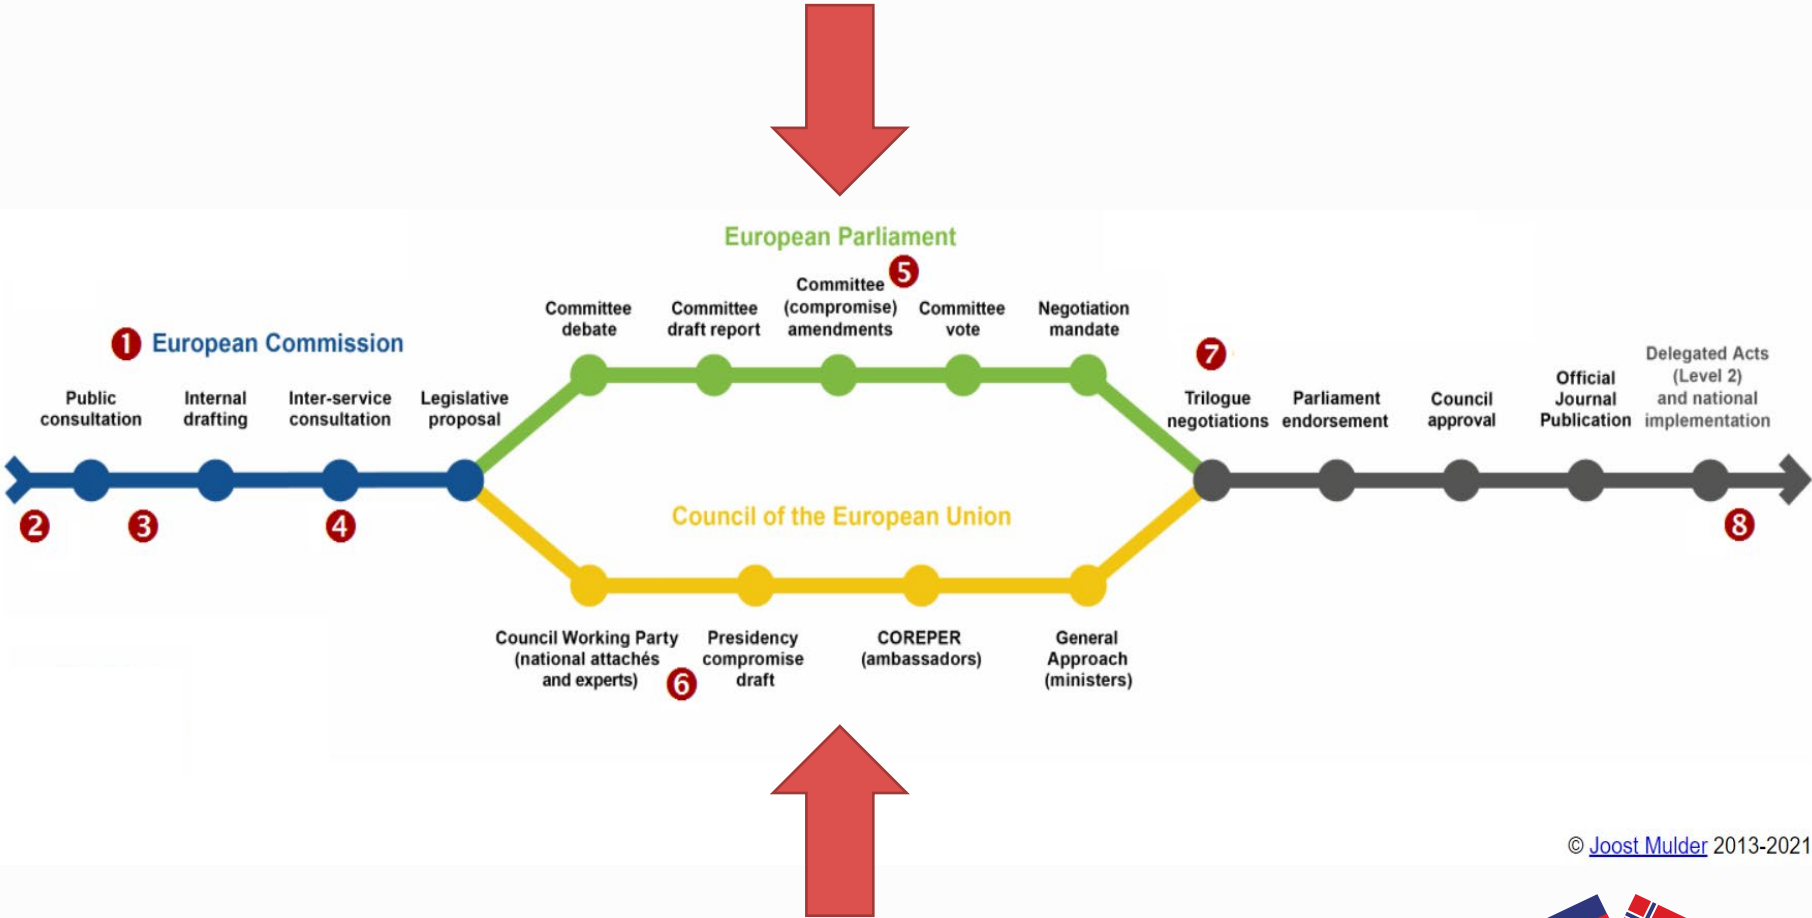 European Parliament
5
Committee
debate
Committee
draft report
Committee
(compromise)
amendments
Committee
vote
Negotiation
mandate
1 European Commission
Public
consultation
Internal
drafting
Inter-service
consultation
Legislative
proposal
7
Trilogue
negotiations
Parliament
endorsement
Council
approval
Official
Journal
Publication
Delegated Acts
(Level 2)
and national
implementation
2
3
4
8
Council of the European Union
Council Working Party
(national attachés
and experts)
6
Presidency
compromise
draft
COREPER
(ambassadors)
General
Approach
(ministers)
© Joost Mulder 2013-2021